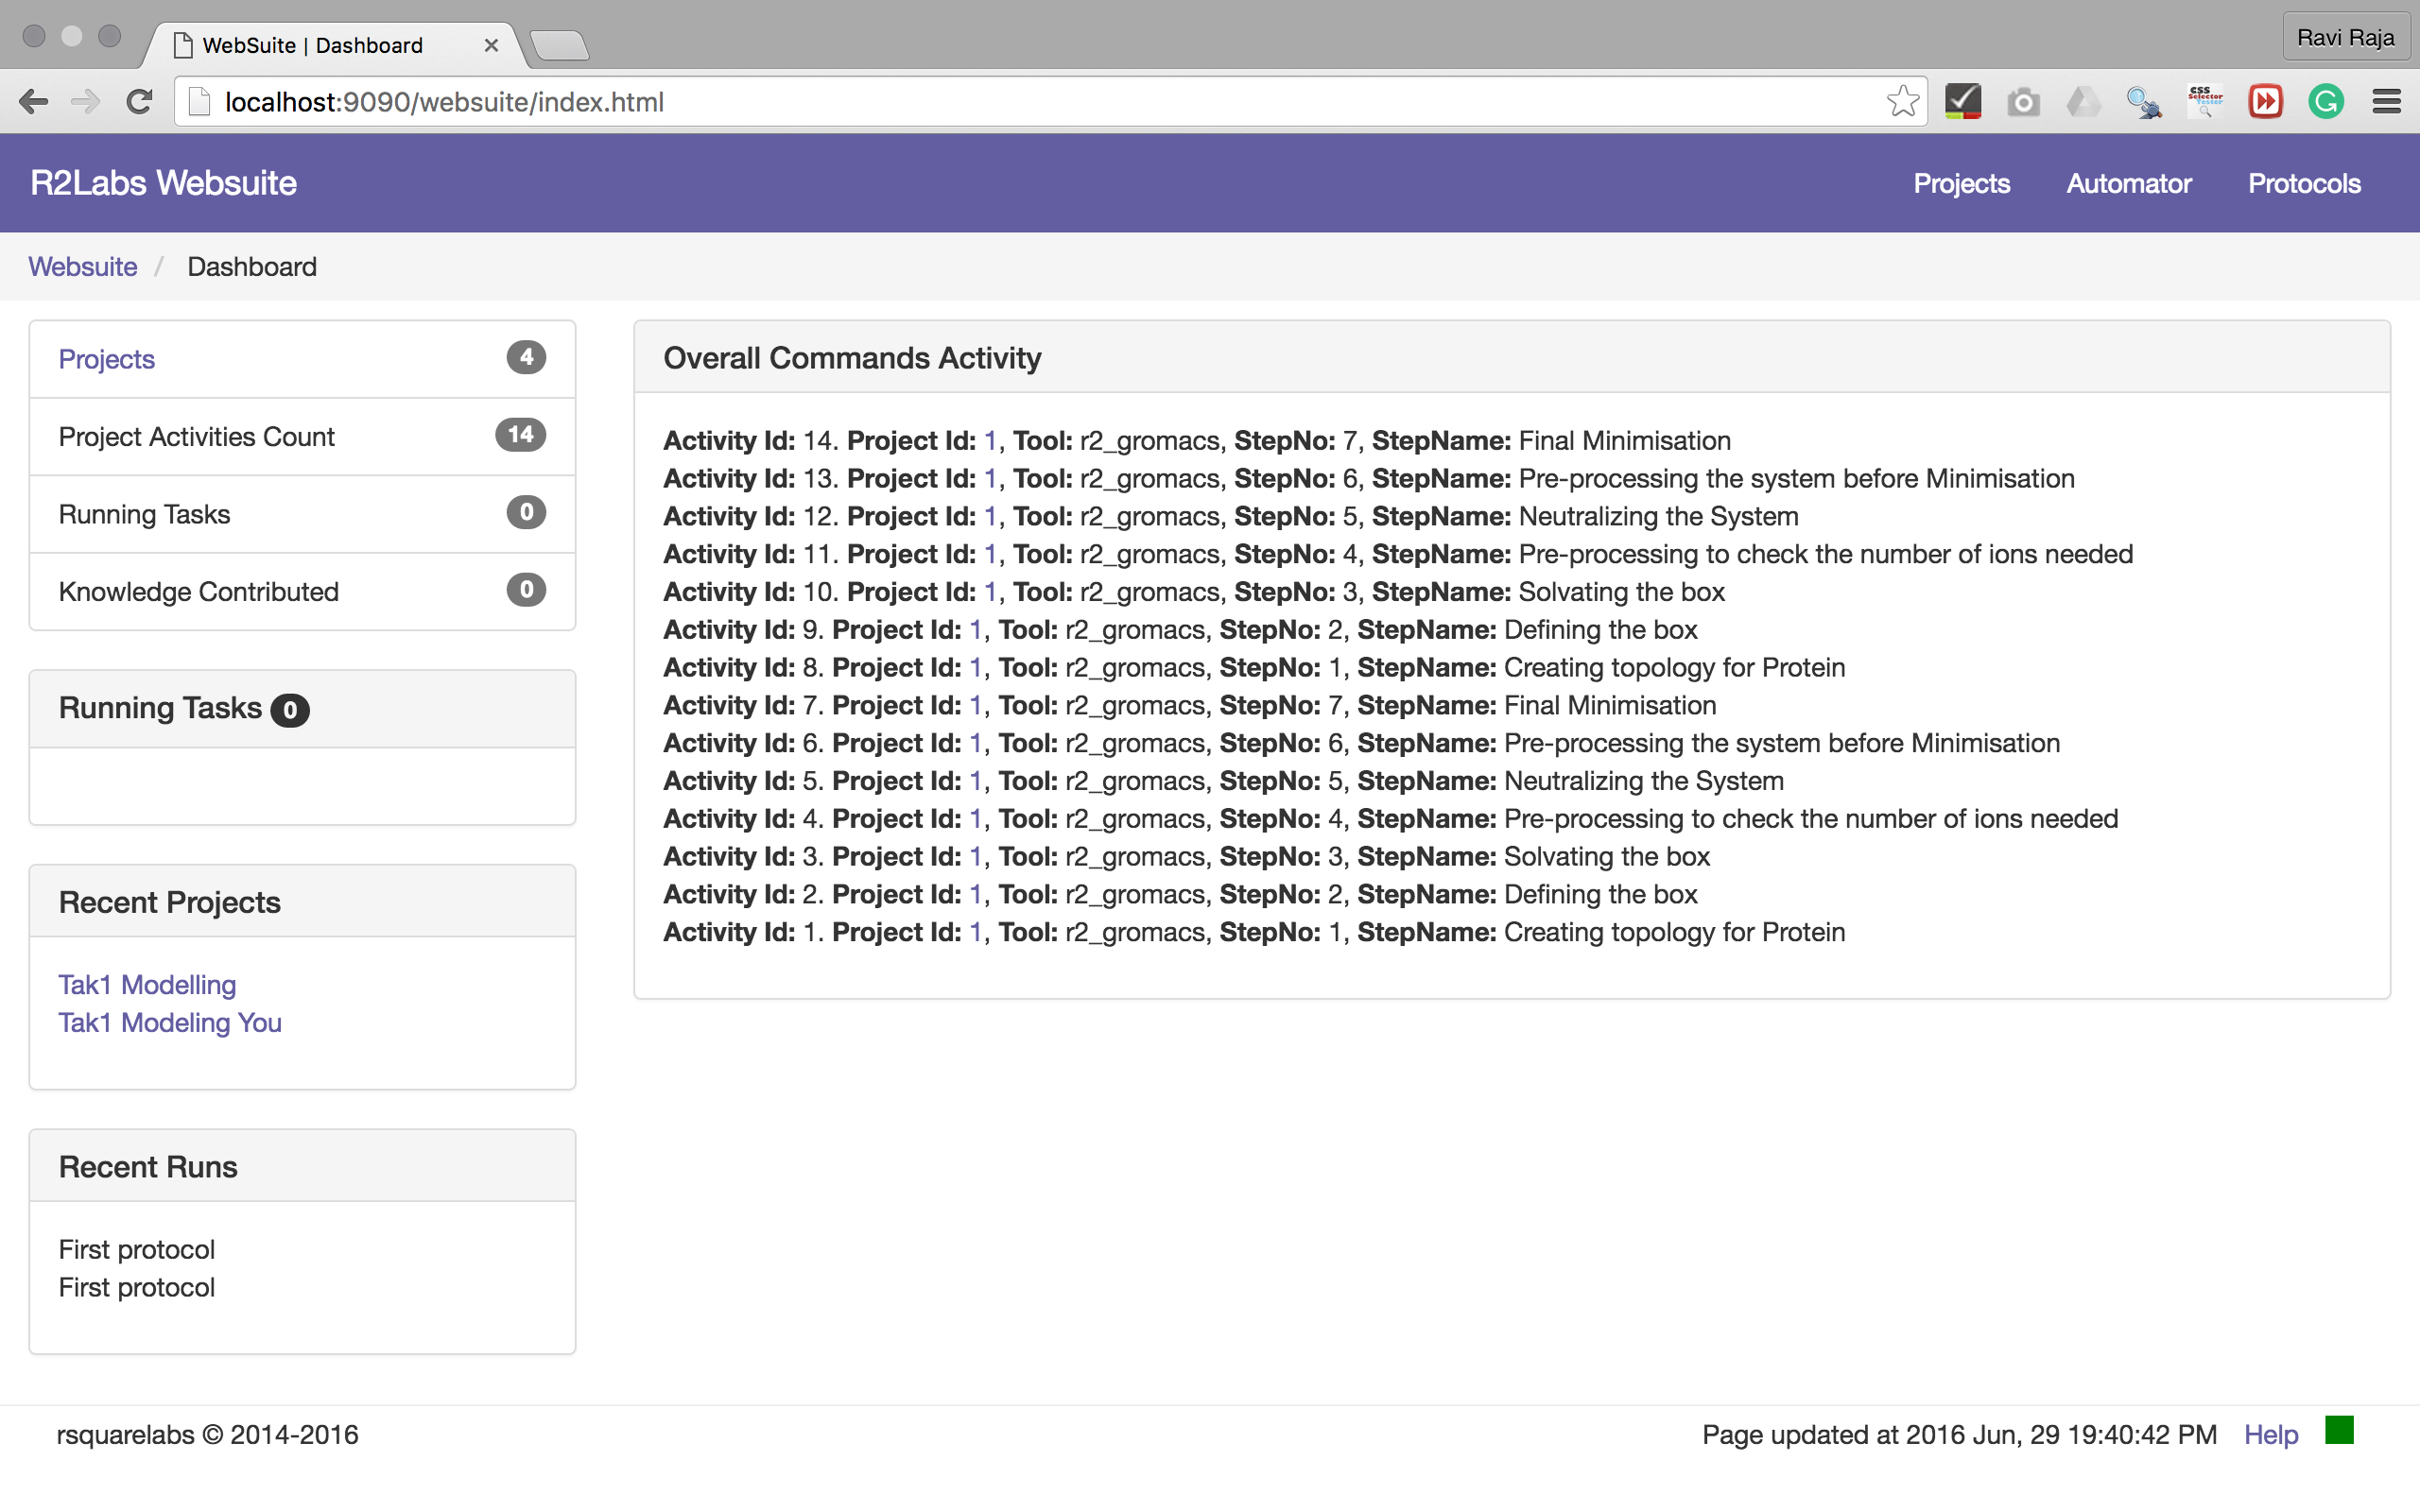 WebSuite | Dashboard
Ravi Raja
localhost:9090/websuite/index.html
CSS Selector Tester
R2Labs Websuite
Projects Automator Protocols
Websuite / Dashboard
Projects 4
Project Activities Count 14
Running Tasks 0
Knowledge Contributed 0
Running Tasks 0
Recent Projects
Tak1 Modelling
Tak1 Modeling You
Recent Runs
First protocol
First protocol
Overall Commands Activity
Activity Id: 14. Project Id: 1, Tool: r2_gromacs, StepNo: 7, StepName: Final Minimisation
Activity Id: 13. Project Id: 1, Tool: r2_gromacs, StepNo: 6, StepName: Pre-processing the system before Minimisation
Activity Id: 12. Project Id: 1, Tool: r2_gromacs, StepNo: 5, StepName: Neutralizing the System
Activity Id: 11. Project Id: 1, Tool: r2_gromacs, StepNo: 4, StepName: Pre-processing to check the number of ions needed
Activity Id: 10. Project Id: 1, Tool: r2_gromacs, StepNo: 3, StepName: Solvating the box
Activity Id: 9. Project Id: 1, Tool: r2_gromacs, StepNo: 2, StepName: Defining the box
Activity Id: 8. Project Id: 1, Tool: r2_gromacs, StepNo: 1, StepName: Creating topology for Protein
Activity Id: 7. Project Id: 1, Tool: r2_gromacs, StepNo: 7, StepName: Final Minimisation
Activity Id: 6. Project Id: 1, Tool: r2_gromacs, StepNo: 6, StepName: Pre-processing the system before Minimisation
Activity Id: 5. Project Id: 1, Tool: r2_gromacs, StepNo: 5, StepName: Neutralizing the System
Activity Id: 4. Project Id: 1, Tool: r2_gromacs, StepNo: 4, StepName: Pre-processing to check the number of ions needed
Activity Id: 3. Project Id: 1, Tool: r2_gromacs, StepNo: 3, StepName: Solvating the box
Activity Id: 2. Project Id: 1, Tool: r2_gromacs, StepNo: 2, StepName: Defining the box
Activity Id: 1. Project Id: 1, Tool: r2_gromacs, StepNo: 1, StepName: Creating topology for Protein
rsquarelabs © 2014-2016
Page updated at 2016 Jun, 29 19:40:42 PM Help